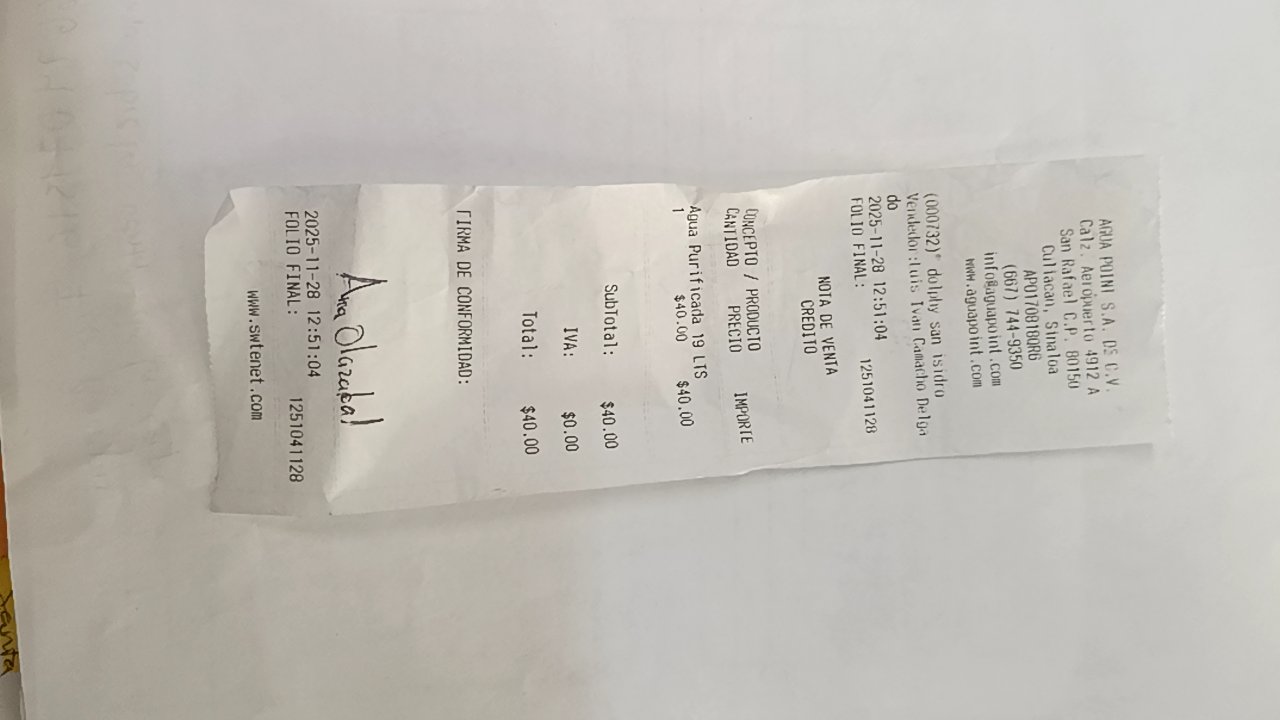 AGUA POINT S.A. DE C.V.
Calz. Aeropuerto 4912 A
San Rafael C.P. 80150
Culiacan, Sinaloa
APO170818DR6
(667) 744-9350
info@aguapoint.com
www.aguapoint.com
(000732)* dolphy san isidro
Vendedor:Luis Ivan Camacho Delga
do
2025-11-28 12:51:04
FOLIO FINAL: 1251041128
NOTA DE VENTA
CREDITO
CONCEPTO / PRODUCTO
CANTIDAD PRECIO IMPORTE
Agua Purificada 19 LTS
1 $40.00 $40.00
SubTotal: $40.00
IVA: $0.00
Total: $40.00
FIRMA DE CONFORMIDAD:
Ana Olazabal
2025-11-28 12:51:04
FOLIO FINAL: 1251041128
www.swtenet.com